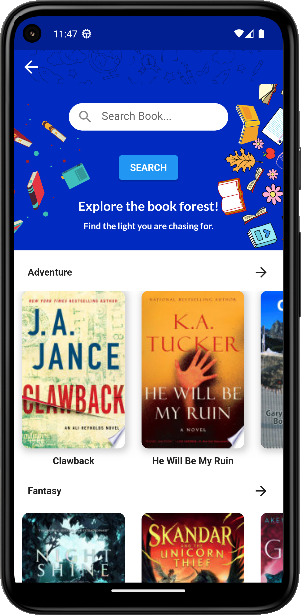 11:47
Search Book...
SEARCH
Explore the book forest!
Find the light you are chasing for.
Adventure
NEW YORK TIMES BESTSELLING AUTHOR
J.A.
JANCE
CLAWBACK
AN ALI REYNOLDS NOVEL
NATIONAL BESTSELLING AUTHOR
K.A.
TUCKER
HE WILL BE
MY RUIN
A NOVEL
Gary
Bo
Clawback
He Will Be My Ruin
Fantasy
NIGHT
SHINE
SKANDAR
AND THE
UNICORN
THIEF